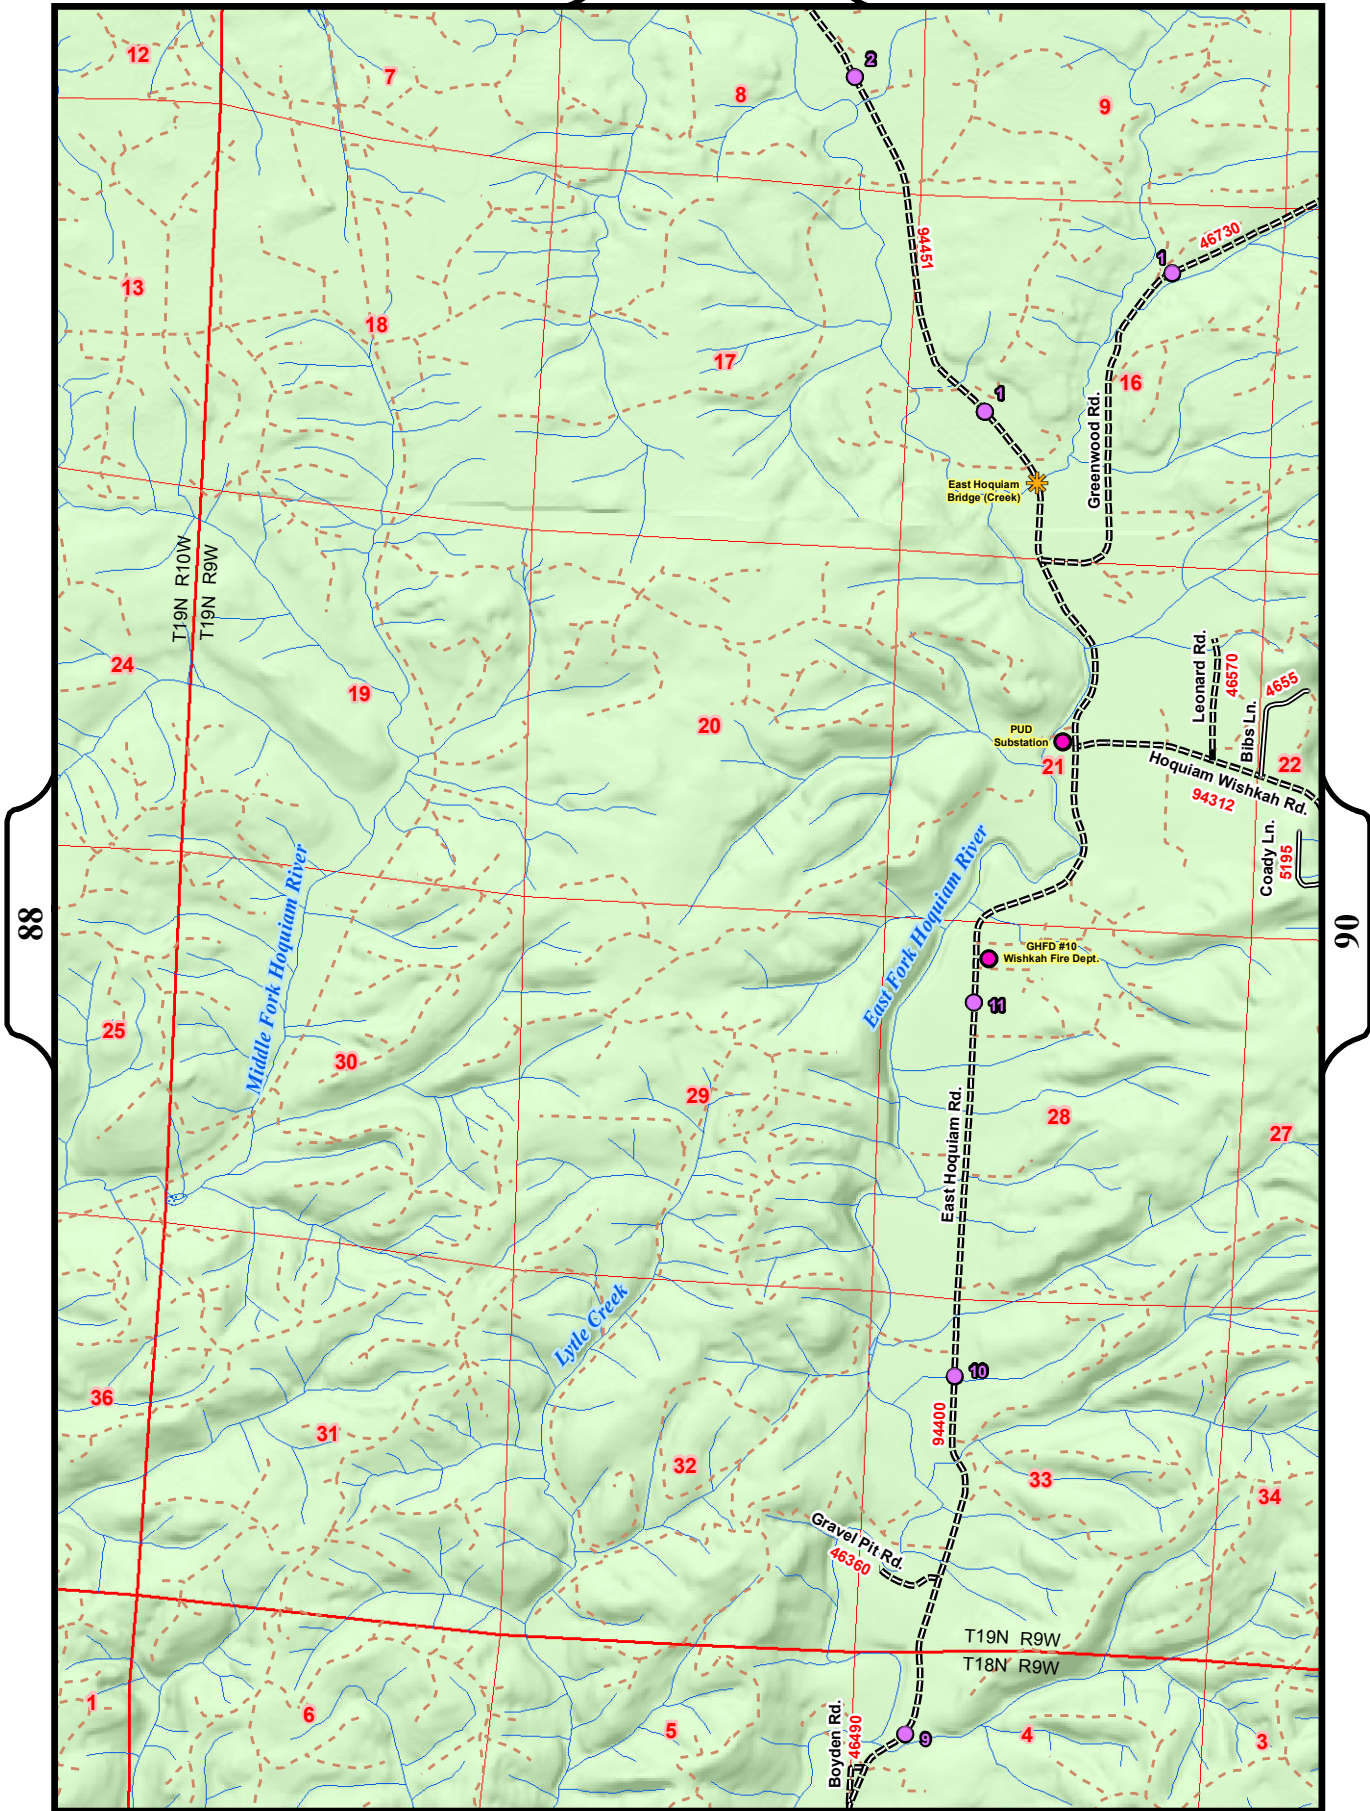 2
12
7
8
9
94451
46730
1
13
18
17
16
1
Greenwood Rd.
East Hoquiam
Bridge (Creek)
T19N R10W
T19N R9W
24
19
20
Leonard Rd.
46570
4655
Bibs Ln.
PUD
Substation
21
22
Hoquiam Wishkah Rd.
94312
Coady Ln.
5195
88
90
Middle Fork Hoquiam River
East Fork Hoquiam River
GHFD #10
Wishkah Fire Dept.
11
25
30
29
28
27
East Hoquiam Rd.
Lytle Creek
10
36
31
94400
32
33
34
Gravel Pit Rd.
46360
T19N R9W
T18N R9W
1
6
5
Boyden Rd.
46490
9
4
3